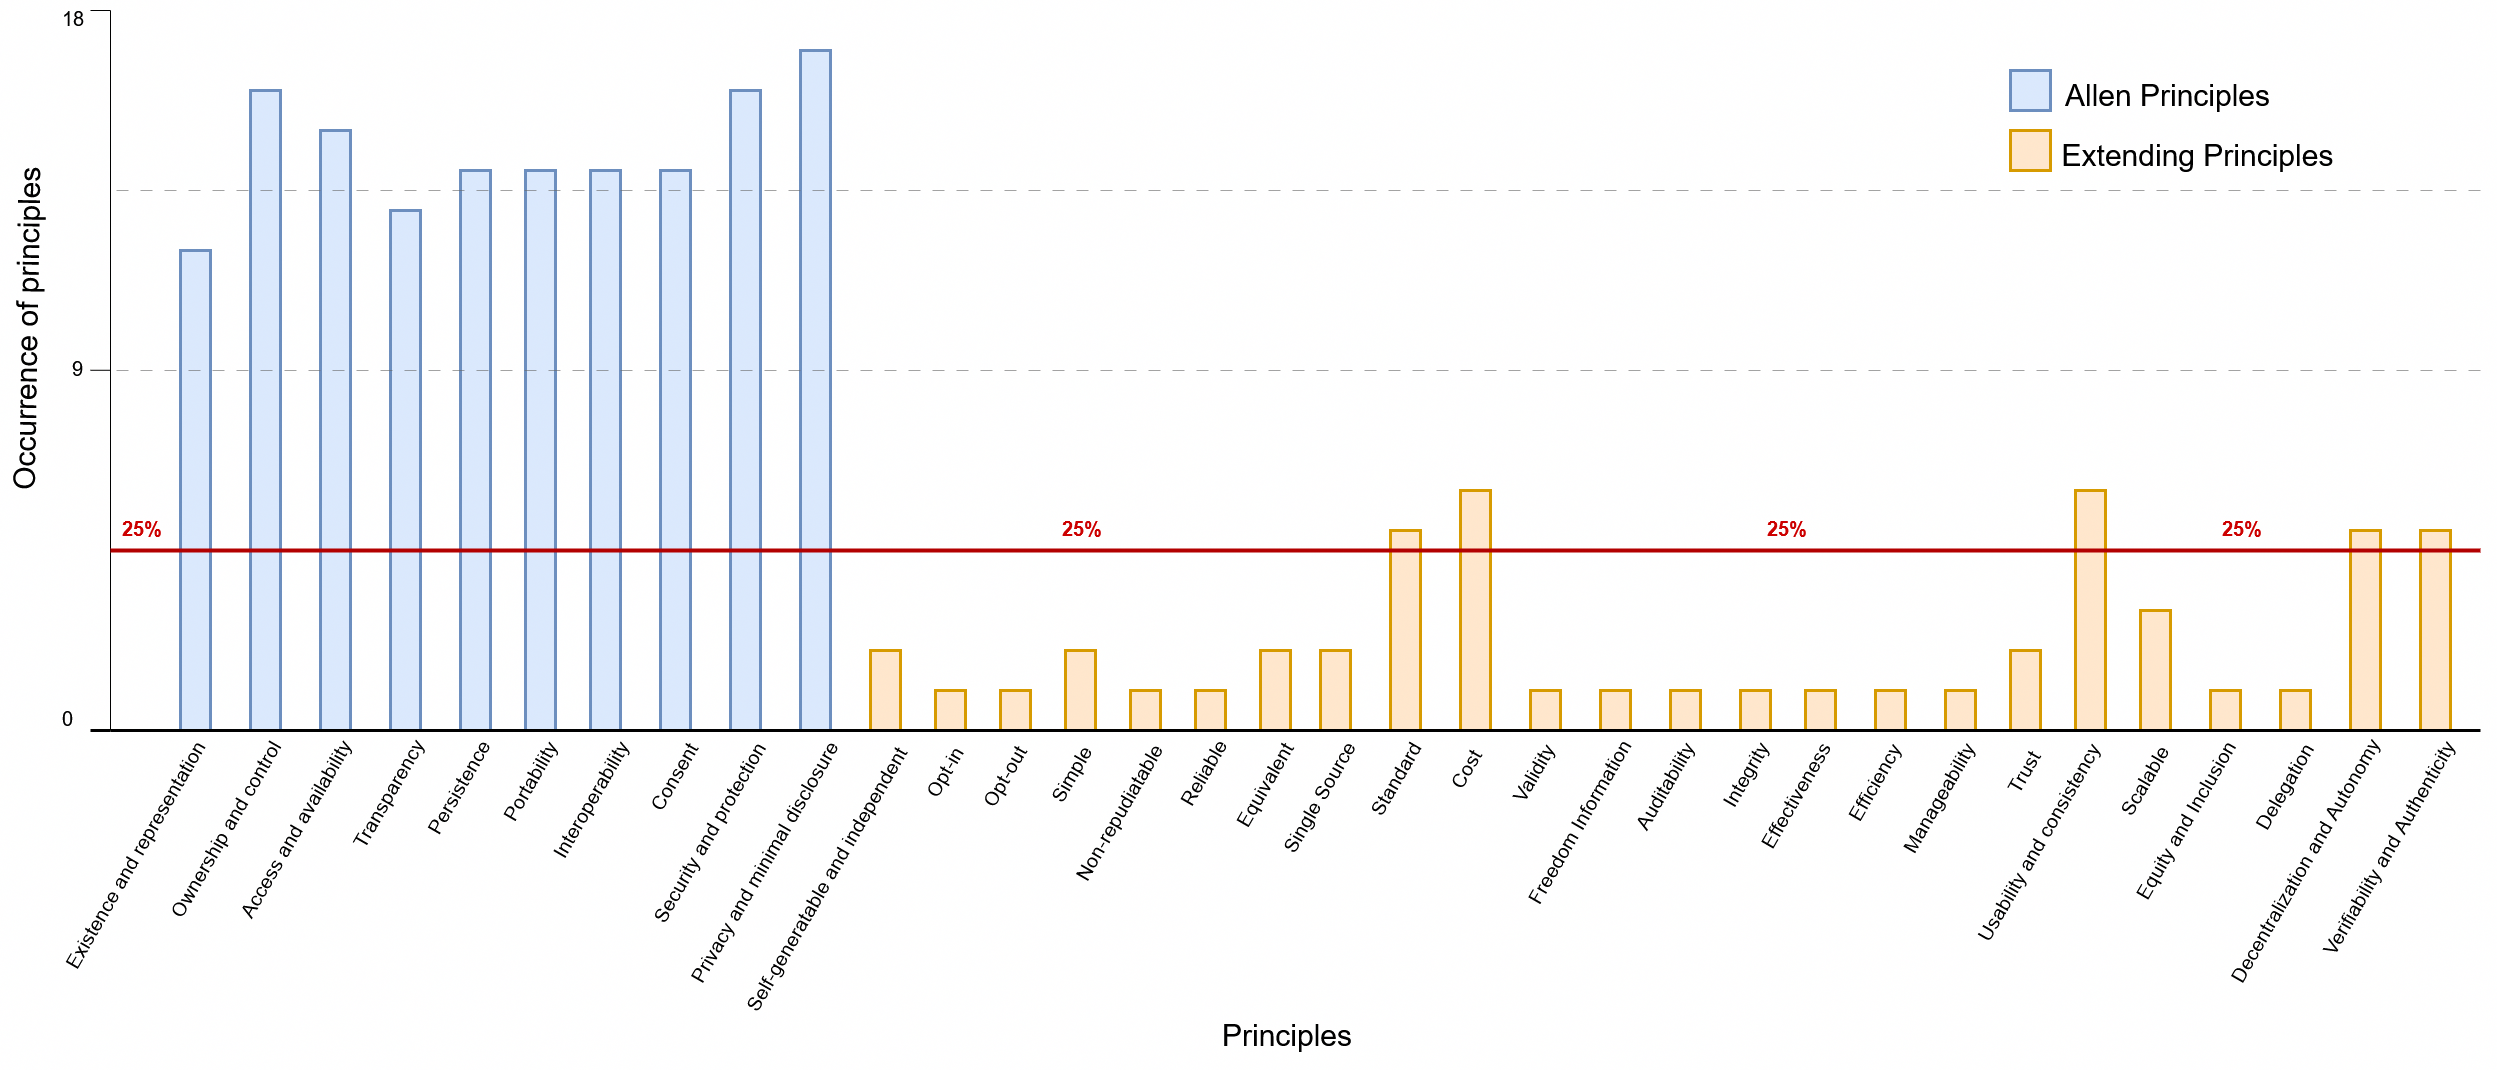 18
9
0
Occurrence of principles
Allen Principles
Extending Principles
25%
25%
25%
25%
Existence and representation
Ownership and control
Access and availability
Transparency
Persistence
Portability
Interoperability
Consent
Security and protection
Privacy and minimal disclosure
Self-generatable and independent
Opt-in
Opt-out
Simple
Non-repudiatable
Reliable
Equivalent
Single Source
Standard
Cost
Validity
Freedom Information
Auditability
Integrity
Effectiveness
Efficiency
Manageability
Trust
Usability and consistency
Scalable
Equity and Inclusion
Delegation
Decentralization and Autonomy
Verifiability and Authenticity
Principles